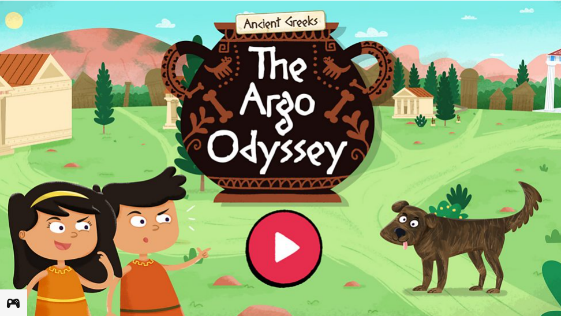 Ancient Greeks
The
Argo
Odyssey